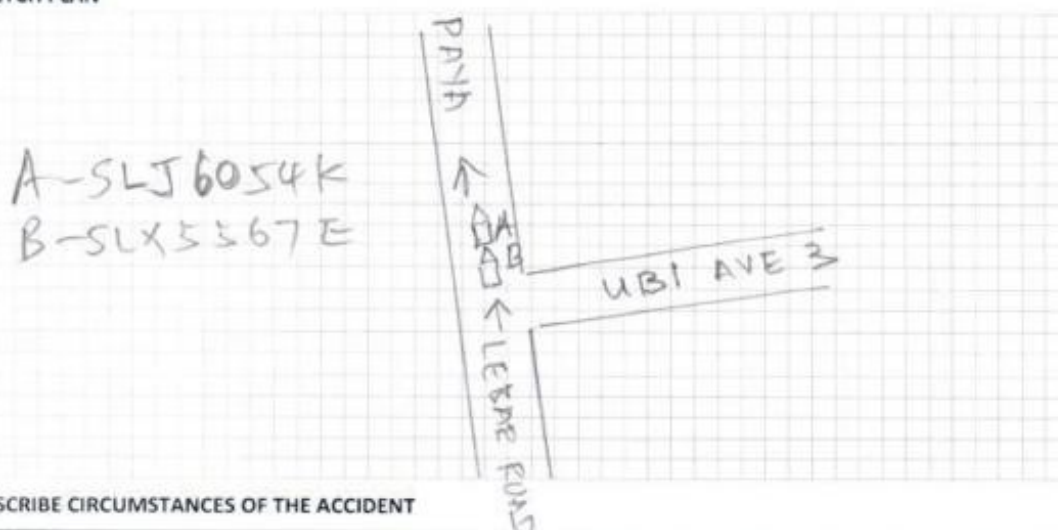 PAYA
A-SLJ6054K
B-SLX5567E
A
B
UBI AVE 3
LEBAR ROAD
SCRIBE CIRCUMSTANCES OF THE ACCIDENT